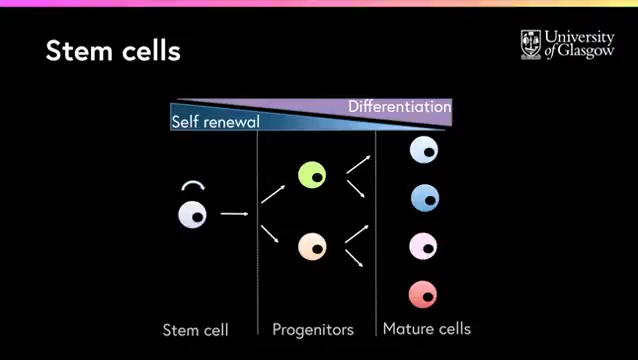 Stem cells
University
of Glasgow
Differentiation
Self renewal
Stem cell
Progenitors
Mature cells